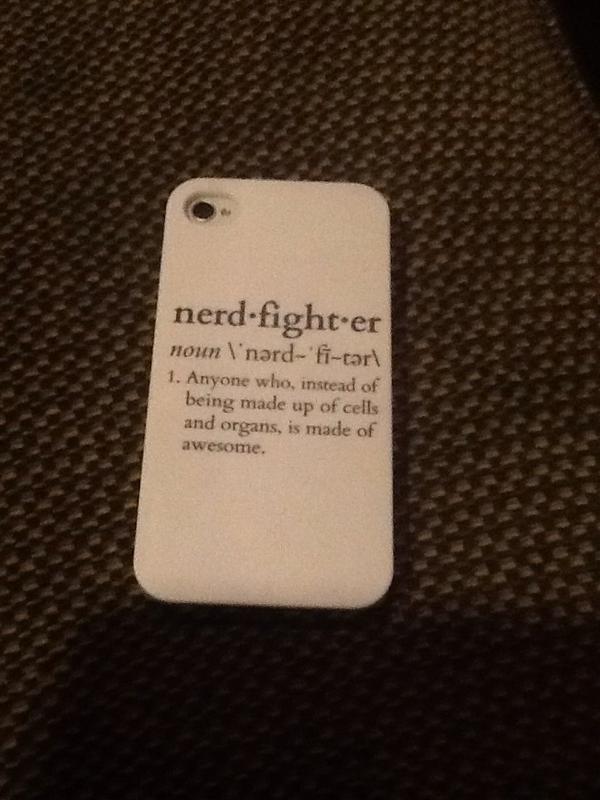 nerd·fight·er
noun \ˈnərd-ˈfī-tər\
1. Anyone who, instead of
being made up of cells
and organs, is made of
awesome.